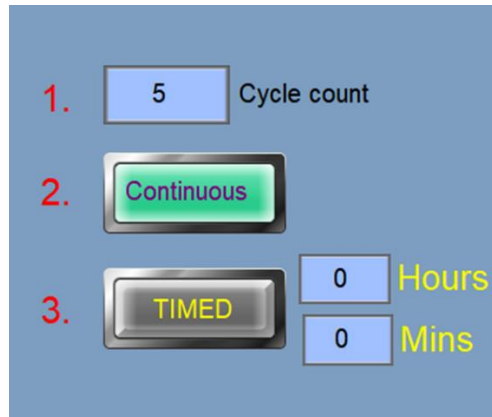 1. 5 Cycle count
2. Continuous
3. TIMED
0 Hours
0 Mins